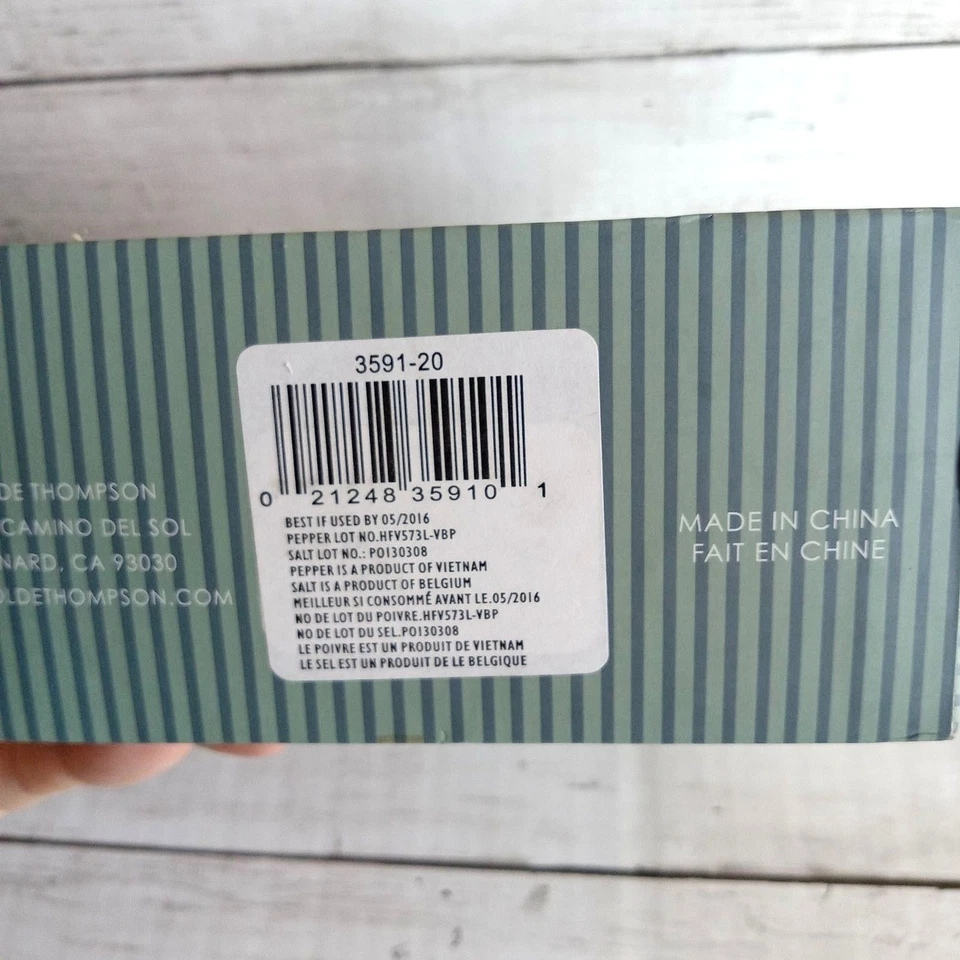 DE THOMPSON
CAMINO DEL SOL
NARD, CA 93030
OLDETHOMPSON.COM
3591-20
0 21248 35910 1
BEST IF USED BY 05/2016
PEPPER LOT NO.HFV573L-VBP
SALT LOT NO.: PO130308
PEPPER IS A PRODUCT OF VIETNAM
SALT IS A PRODUCT OF BELGIUM
MEILLEUR SI CONSOMMÉ AVANT LE.05/2016
NO DE LOT DU POIVRE.HFV573L-VBP
NO DE LOT DU SEL.PO130308
LE POIVRE EST UN PRODUIT DE VIETNAM
LE SEL EST UN PRODUIT DE LE BELGIQUE
MADE IN CHINA
FAIT EN CHINE